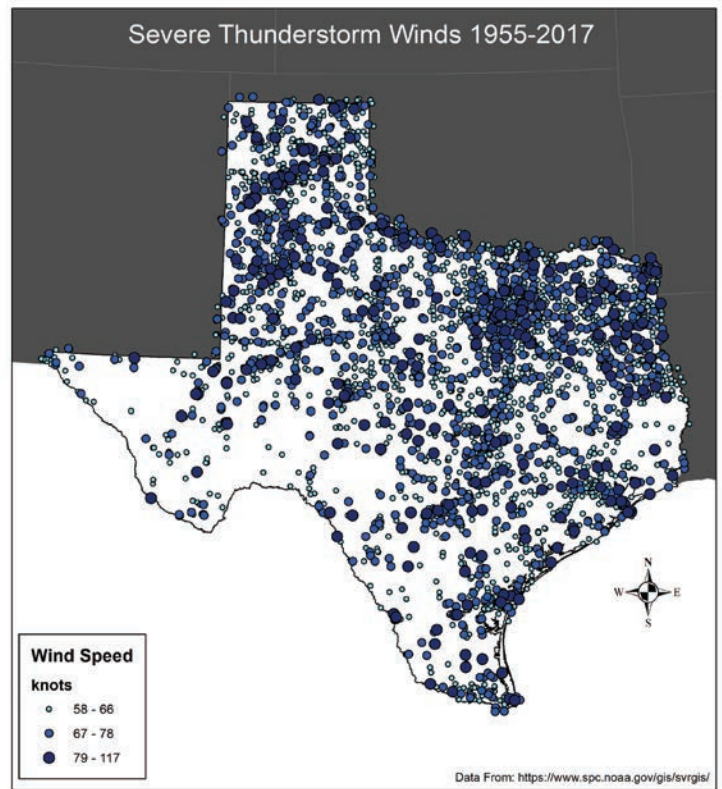 Severe Thunderstorm Winds 1955-2017
N
W E
S
Wind Speed
knots
58 - 66
67 - 78
79 - 117
Data From: https://www.spc.noaa.gov/gis/svrgis/